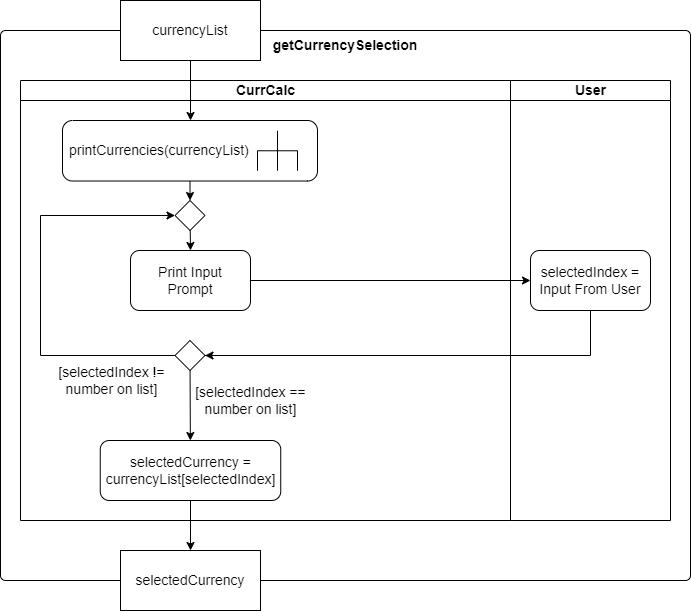 currencyList
getCurrencySelection
CurrCalc
User
printCurrencies(currencyList)
Print Input
Prompt
selectedIndex =
Input From User
[selectedIndex !=
number on list]
[selectedIndex ==
number on list]
selectedCurrency =
currencyList[selectedIndex]
selectedCurrency